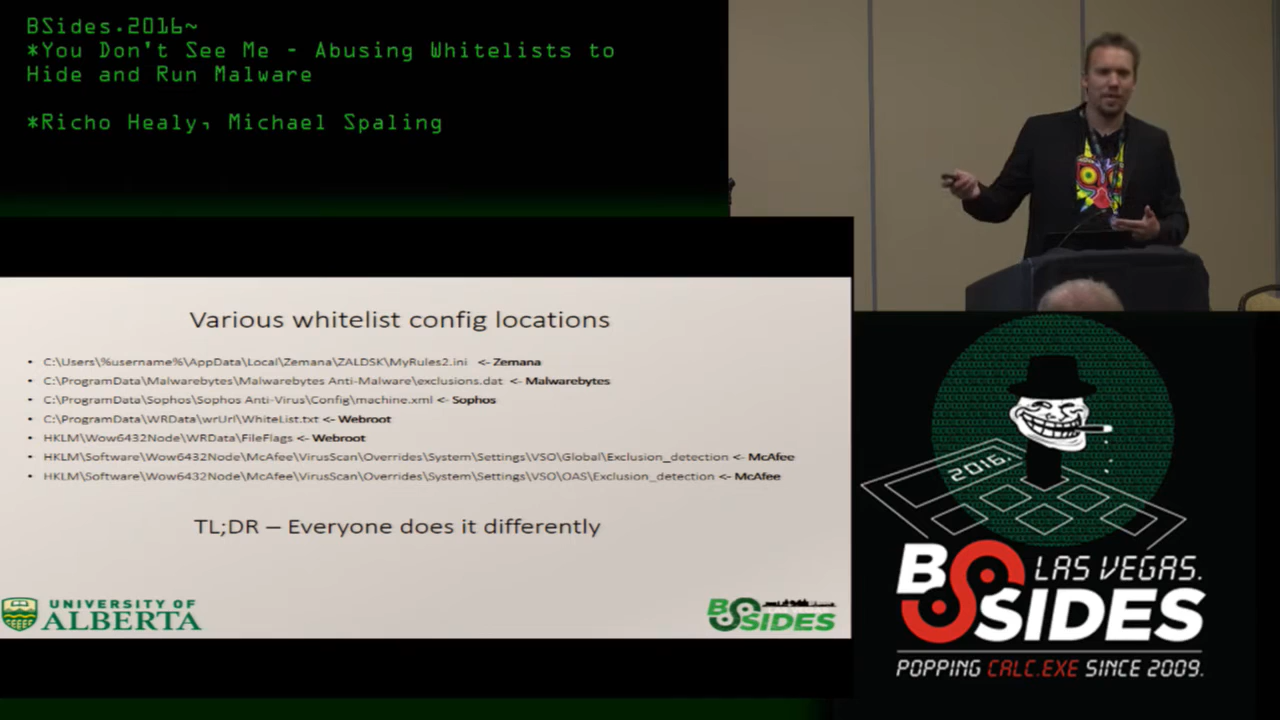 BSides.2016~
*You Don't See Me - Abusing Whitelists to
Hide and Run Malware
*Richo Healy, Michael Spaling
Various whitelist config locations
• C:\Users\%username%\AppData\Local\Zemana\ZALDSK\MyRules2.ini <- Zemana
• C:\ProgramData\Malwarebytes\Malwarebytes Anti-Malware\exclusions.dat <- Malwarebytes
• C:\ProgramData\Sophos\Sophos Anti-Virus\Config\machine.xml <- Sophos
• C:\ProgramData\WRData\wrUrl\WhiteList.txt <- Webroot
• HKLM\Wow6432Node\WRData\FileFlags <- Webroot
• HKLM\Software\Wow6432Node\McAfee\VirusScan\Overrides\System\Settings\VSO\Global\Exclusion_detection <- McAfee
• HKLM\Software\Wow6432Node\McAfee\VirusScan\Overrides\System\Settings\VSO\OAS\Exclusion_detection <- McAfee
TL;DR – Everyone does it differently
UNIVERSITY OF
ALBERTA
BSIDES
2016.
BSIDES
LAS VEGAS.
POPPING CALC.EXE SINCE 2009.